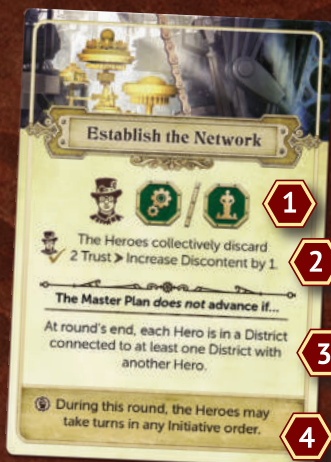 Establish the Network
1
The Heroes collectively discard
2 Trust ➤ Increase Discontent by 1.
2
The Master Plan does not advance if...
At round's end, each Hero is in a District
connected to at least one District with
another Hero.
3
During this round, the Heroes may
take turns in any Initiative order.
4